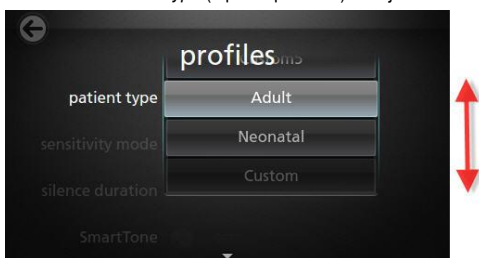 profiles
patient type Adult
sensitivity mode Neonatal
silence duration Custom
SmartTone